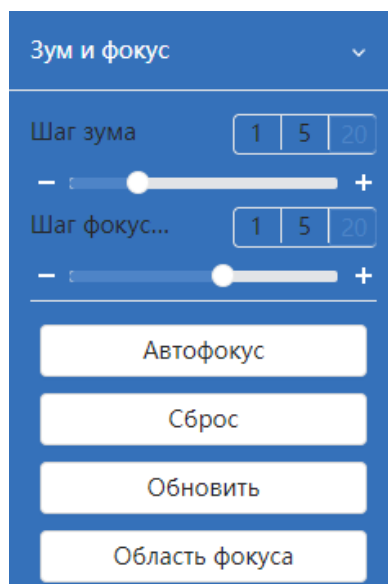 Зум и фокус
Шаг зума 1 5 20
Шаг фокус... 1 5 20
Автофокус
Сброс
Обновить
Область фокуса